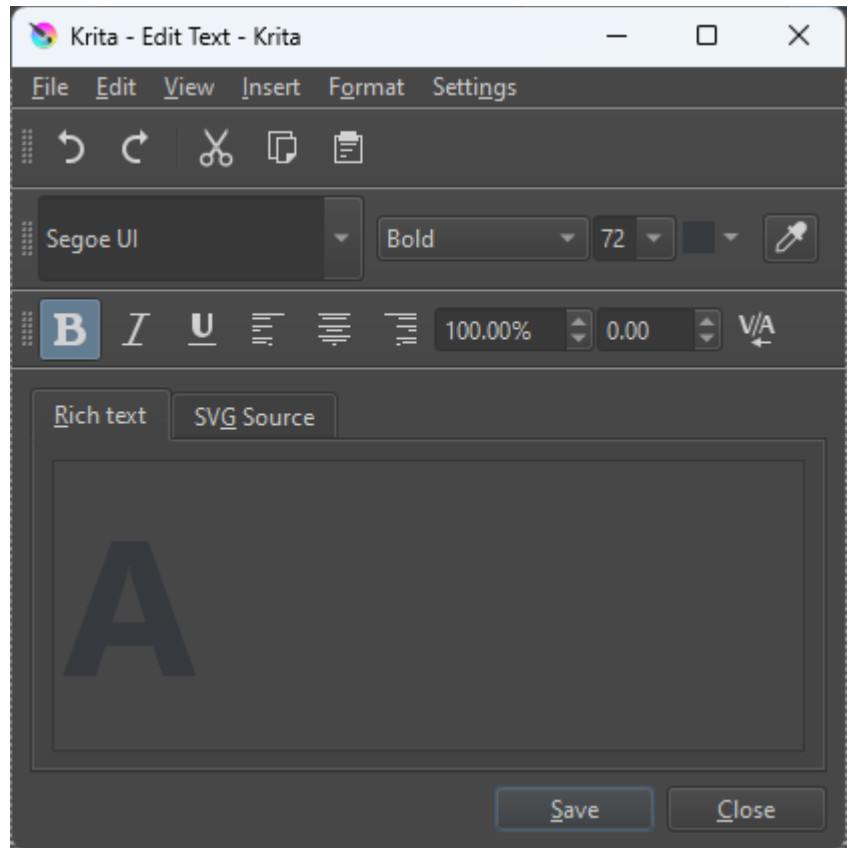 Krita - Edit Text - Krita
File Edit View Insert Format Settings
Segoe UI Bold 72
B I U 100.00% 0.00 V/A
Rich text SVG Source
A
Save Close